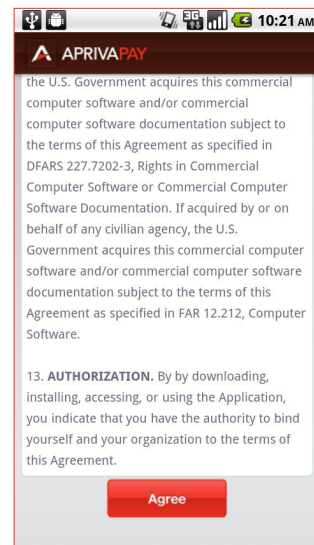 3G 10:21 AM
APRIVAPAY
the U.S. Government acquires this commercial
computer software and/or commercial
computer software documentation subject to
the terms of this Agreement as specified in
DFARS 227.7202-3, Rights in Commercial
Computer Software or Commercial Computer
Software Documentation. If acquired by or on
behalf of any civilian agency, the U.S.
Government acquires this commercial computer
software and/or commercial computer software
documentation subject to the terms of this
Agreement as specified in FAR 12.212, Computer
Software.
13. AUTHORIZATION. By by downloading,
installing, accessing, or using the Application,
you indicate that you have the authority to bind
yourself and your organization to the terms of
this Agreement.
Agree